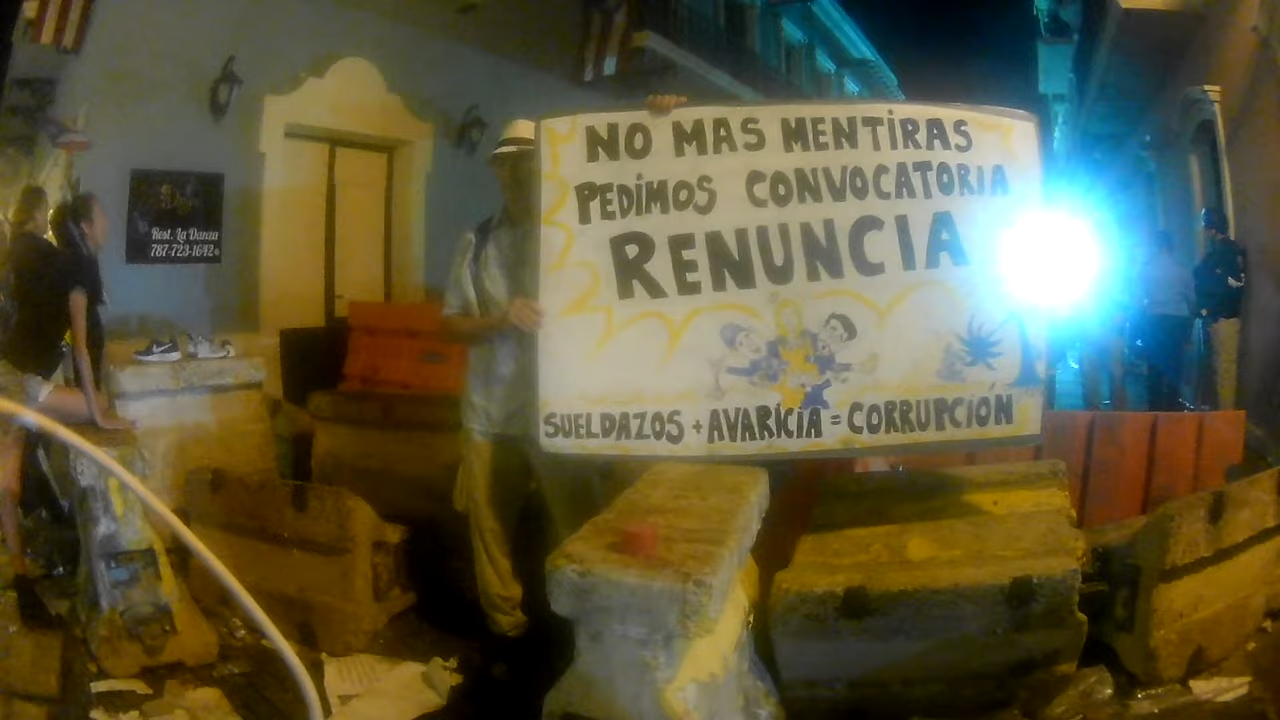 NO MAS MENTIRAS
PEDIMOS CONVOCATORIA
RENUNCIA
SUELDAZOS + AVARICIA = CORRUPCIÓN
Rest. La Danza
787-723-1642